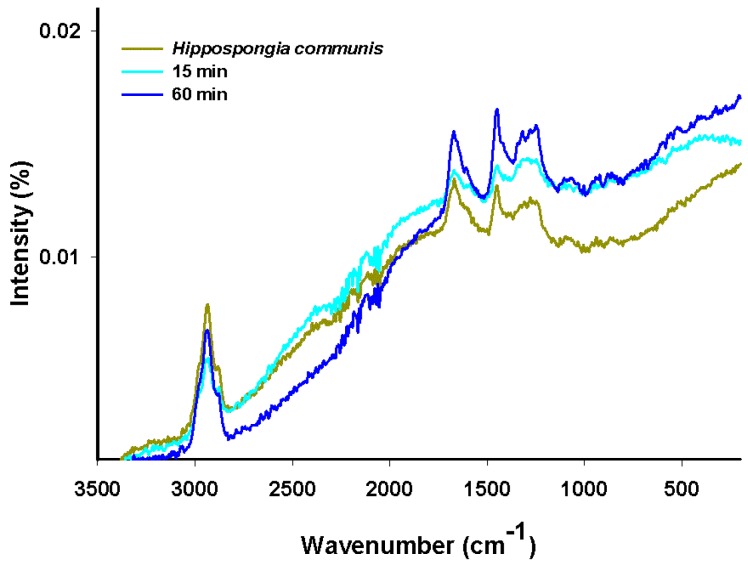 0.02
Hippospongia communis
15 min
60 min
Intensity (%)
0.01
3500 3000 2500 2000 1500 1000 500
Wavenumber (cm-1)